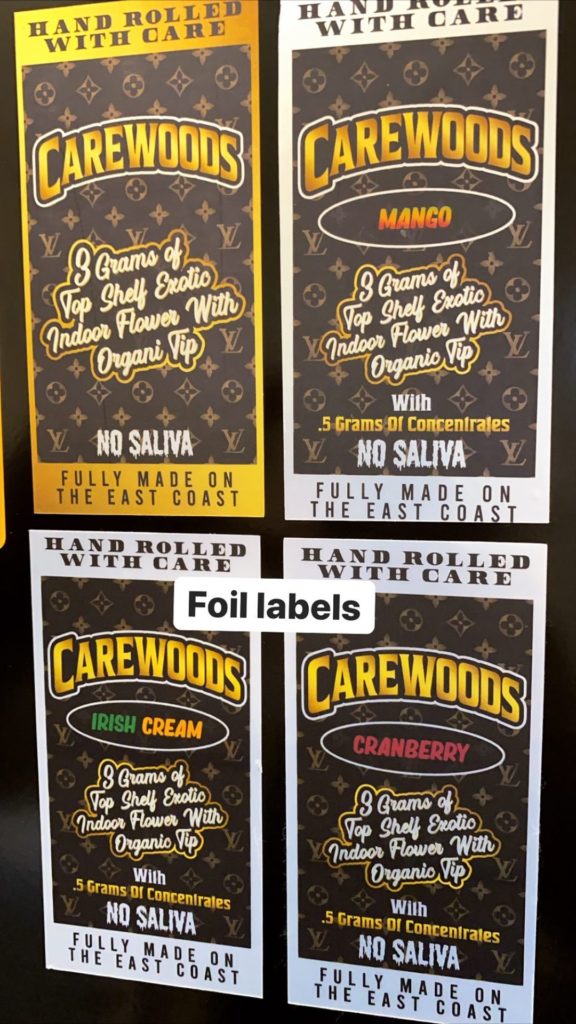 HAND ROLLED
WITH CARE
CAREWOODS
3 Grams of
Top Shelf Exotic
Indoor Flower With
Organi Tip
NO SALIVA
FULLY MADE ON
THE EAST COAST
HAND ROLLED
WITH CARE
CAREWOODS
MANGO
3 Grams of
Top Shelf Exotic
Indoor Flower With
Organic Tip
With
.5 Grams Of Concentrates
NO SALIVA
FULLY MADE ON
THE EAST COAST
Foil labels
HAND ROLLED
WITH CARE
CAREWOODS
IRISH CREAM
3 Grams of
Top Shelf Exotic
Indoor Flower With
Organic Tip
With
.5 Grams Of Concentrates
NO SALIVA
FULLY MADE ON
THE EAST COAST
HAND ROLLED
WITH CARE
CAREWOODS
CRANBERRY
3 Grams of
Top Shelf Exotic
Indoor Flower With
Organic Tip
With
.5 Grams Of Concentrates
NO SALIVA
FULLY MADE ON
THE EAST COAST